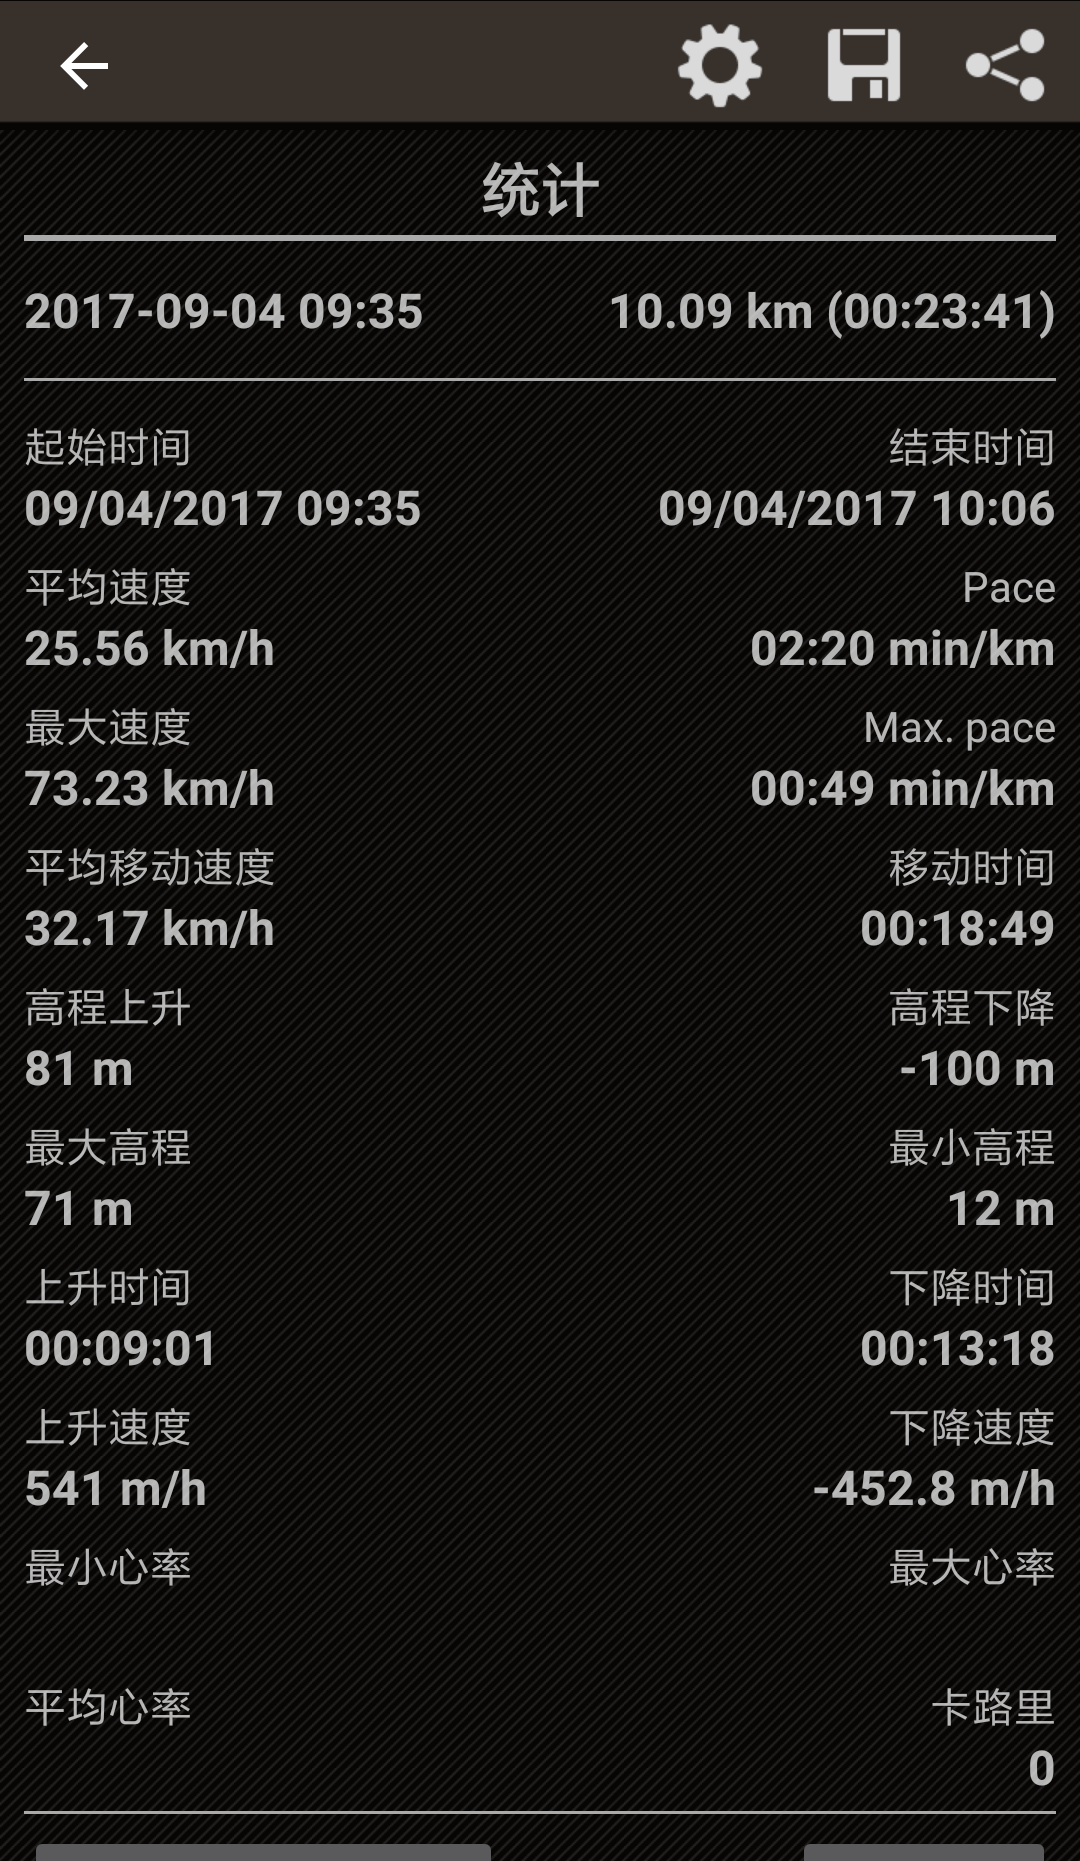 统计
2017-09-04 09:35 10.09 km (00:23:41)
起始时间 结束时间
09/04/2017 09:35 09/04/2017 10:06
平均速度 Pace
25.56 km/h 02:20 min/km
最大速度 Max. pace
73.23 km/h 00:49 min/km
平均移动速度 移动时间
32.17 km/h 00:18:49
高程上升 高程下降
81 m -100 m
最大高程 最小高程
71 m 12 m
上升时间 下降时间
00:09:01 00:13:18
上升速度 下降速度
541 m/h -452.8 m/h
最小心率 最大心率
平均心率 卡路里
0